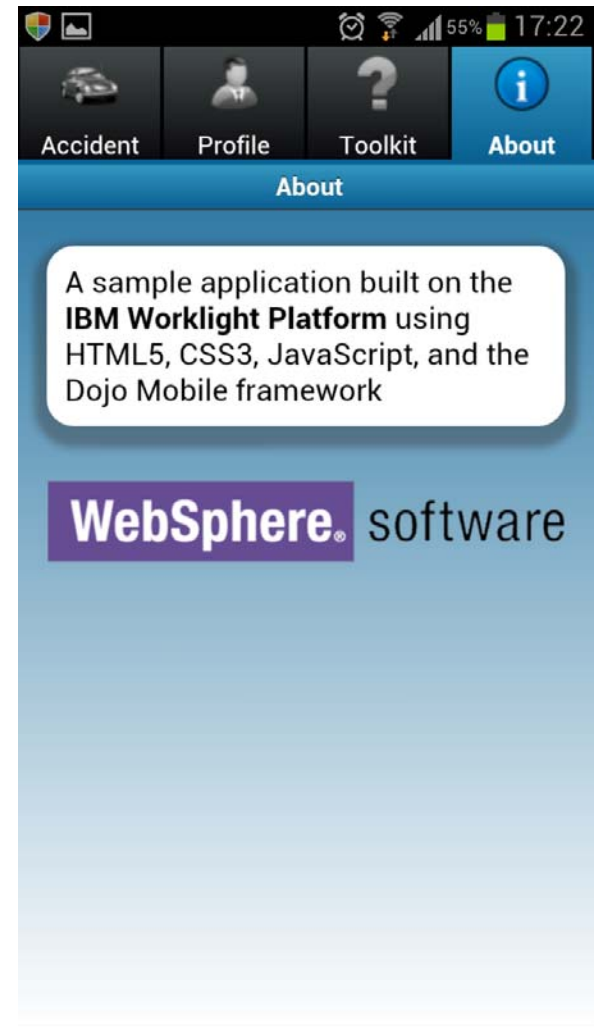 55% 17:22
Accident Profile Toolkit About
About
A sample application built on the
IBM Worklight Platform using
HTML5, CSS3, JavaScript, and the
Dojo Mobile framework
WebSphere® software